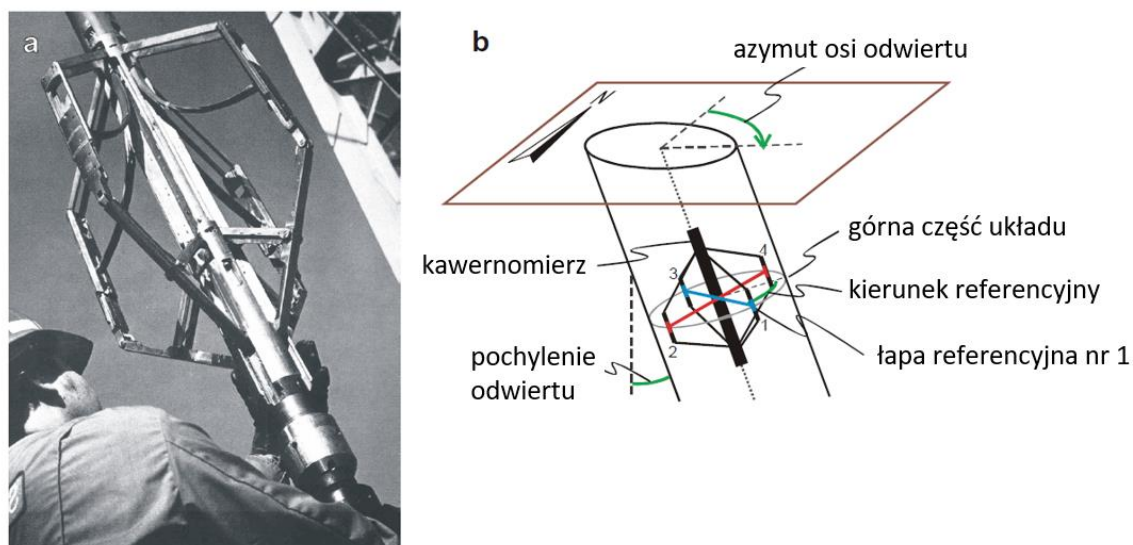 a
b
azymut osi odwiertu
N
górna część układu
kawernomierz
kierunek referencyjny
4
3
1
2
łapa referencyjna nr 1
pochylenie
odwiertu